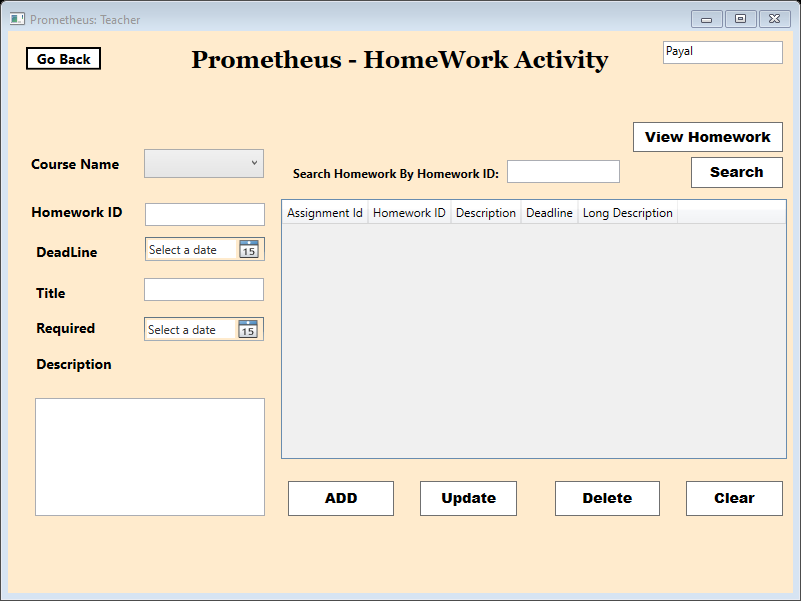 Prometheus: Teacher
Go Back
Prometheus - HomeWork Activity
Payal
View Homework
Course Name
Search Homework By Homework ID:
Search
Homework ID
Assignment Id Homework ID Description Deadline Long Description
DeadLine
Select a date 15
Title
Required
Select a date 15
Description
ADD Update Delete Clear